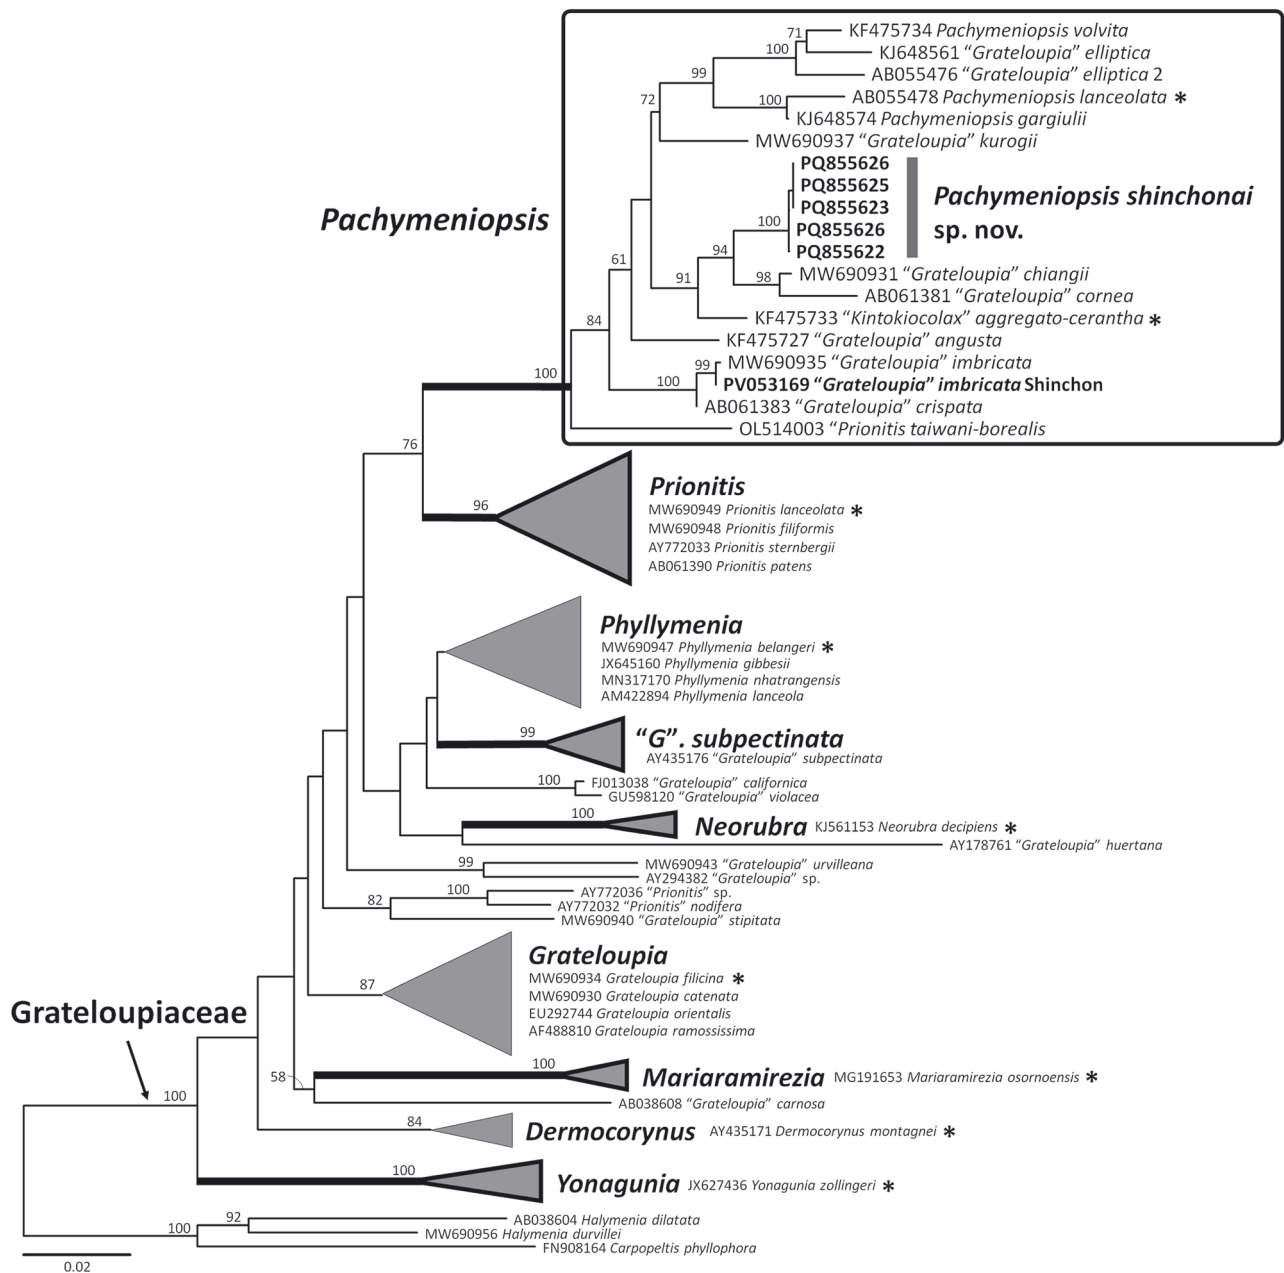 71
KF475734 Pachymeniopsis volvita
KJ648561 “Grateloupia” elliptica
100
AB055476 “Grateloupia” elliptica 2
99
AB055478 Pachymeniopsis lanceolata *
100
KJ648574 Pachymeniopsis gargiulii
72
MW690937 “Grateloupia” kurogii
PQ855626
PQ855625
PQ855623
PQ855626
PQ855622
100
Pachymeniopsis shinchonai
sp. nov.
Pachymeniopsis
94
MW690931 “Grateloupia” chiangii
98
AB061381 “Grateloupia” cornea
61
91
KF475733 “Kintokiocolax” aggregato-cerantha *
84
KF475727 “Grateloupia” angusta
MW690935 “Grateloupia” imbricata
99
PV053169 “Grateloupia” imbricata Shinchon
100
AB061383 “Grateloupia” crispata
100
OL514003 “Prionitis taiwani-borealis
76
96
Prionitis
MW690949 Prionitis lanceolata *
MW690948 Prionitis filiformis
AY772033 Prionitis sternbergii
AB061390 Prionitis patens
Phyllymenia
MW690947 Phyllymenia belangeri *
JX645160 Phyllymenia gibbesii
MN317170 Phyllymenia nhatrangensis
AM422894 Phyllymenia lanceola
99
“G”. subpectinata
AY435176 “Grateloupia” subpectinata
100
FJ013038 “Grateloupia” californica
GU598120 “Grateloupia” violacea
100
Neorubra KJ561153 Neorubra decipiens *
AY178761 “Grateloupia” huertana
99
MW690943 “Grateloupia” urvilleana
AY294382 “Grateloupia” sp.
100
AY772036 “Prionitis” sp.
82
AY772032 “Prionitis” nodifera
MW690940 “Grateloupia” stipitata
87
Grateloupia
MW690934 Grateloupia filicina *
MW690930 Grateloupia catenata
EU292744 Grateloupia orientalis
AF488810 Grateloupia ramossissima
Grateloupiaceae
100
58
100
Mariaramirezia MG191653 Mariaramirezia osornoensis *
AB038608 “Grateloupia” carnosa
84
Dermocorynus AY435171 Dermocorynus montagnei *
100
Yonagunia JX627436 Yonagunia zollingeri *
100
92
AB038604 Halymenia dilatata
MW690956 Halymenia durvillei
FN908164 Carpopeltis phyllophora
0.02